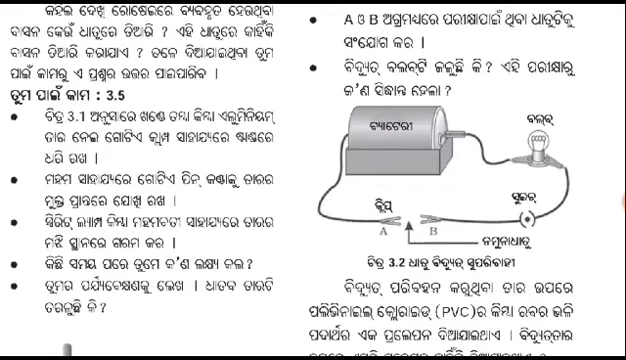 କହିଲ ଦେଖି ରୋଷେଇରେ ବ୍ୟବହୃତ ହେଉଥିବା
ବାସନ କେଉଁ ଧାତୁରେ ତିଆରି ? ଏହି ଧାତୁରେ କାହିଁକି
ବାସନ ତିଆରି କରାଯାଏ ? ତଳେ ଦିଆଯାଇଥିବା ତୁମ
ପାଇଁ କାମରୁ ଏ ପ୍ରଶ୍ନର ଉତ୍ତର ପାଇପାରିବ ।
ତୁମ ପାଇଁ କାମ : 3.5
● ଚିତ୍ର 3.1 ଅନୁସାରେ ଖଣ୍ଡେ ତମ୍ବା କିମ୍ବା ଏଲୁମିନିୟମ୍
ତାର ନେଇ ଗୋଟିଏ କ୍ଲାମ୍ପ ସାହାଯ୍ୟରେ ଷ୍ଟାଣ୍ଡରେ
ଧରି ରଖ ।
● ମହମ ସାହାଯ୍ୟରେ ଗୋଟିଏ ପିନ୍ କଣ୍ଟାକୁ ତାରର
ମୁକ୍ତ ପ୍ରାନ୍ତରେ ଯୋଖି ରଖ ।
● ସ୍ପିରିଟ୍ ଲ୍ୟାମ୍ପ କିମ୍ବା ମହମବତୀ ସାହାଯ୍ୟରେ ତାରର
ମଝି ସ୍ଥାନରେ ଗରମ କର ।
● କିଛି ସମୟ ପରେ ତୁମେ କ'ଣ ଲକ୍ଷ୍ୟ କଲ ?
● ତୁମର ପର୍ଯ୍ୟବେକ୍ଷଣକୁ ଲେଖ । ଧାତବ ତାରଟି
ତରଳୁଛି କି ?
● A ଓ B ଅଗ୍ରମଧ୍ୟରେ ପରୀକ୍ଷାପାଇଁ ଥିବା ଧାତୁଟିକୁ
ସଂଯୋଗ କର ।
● ବିଦ୍ୟୁତ୍ ବଲବ୍‌ଟି ଜଳୁଛି କି ? ଏହି ପରୀକ୍ଷାରୁ
କ'ଣ ସିଦ୍ଧାନ୍ତ ହେଲା ?
ବ୍ୟାଟେରୀ
ବଲବ୍
ସୁଇଚ୍
କ୍ଲିପ୍
A B
ନମୁନାଧାତୁ
ଚିତ୍ର 3.2 ଧାତୁ ବିଦ୍ୟୁତ୍ ସୁପରିବାହୀ
ବିଦ୍ୟୁତ୍ ପରିବହନ କରୁଥିବା ତାର ଉପରେ
ପଲିଭିନାଇଲ୍ କ୍ଲୋରାଇଡ୍ (PVC)ର କିମ୍ବା ରବର ଭଳି
ପଦାର୍ଥର ଏକ ପ୍ରଲେପନ ଦିଆଯାଇଥାଏ । ବିଦ୍ୟୁତ୍‌ତାର